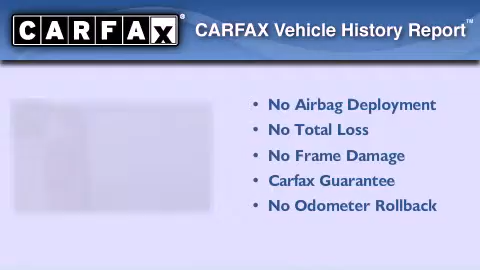 CARFAX® CARFAX Vehicle History Report™
• No Airbag Deployment
• No Total Loss
• No Frame Damage
• Carfax Guarantee
• No Odometer Rollback